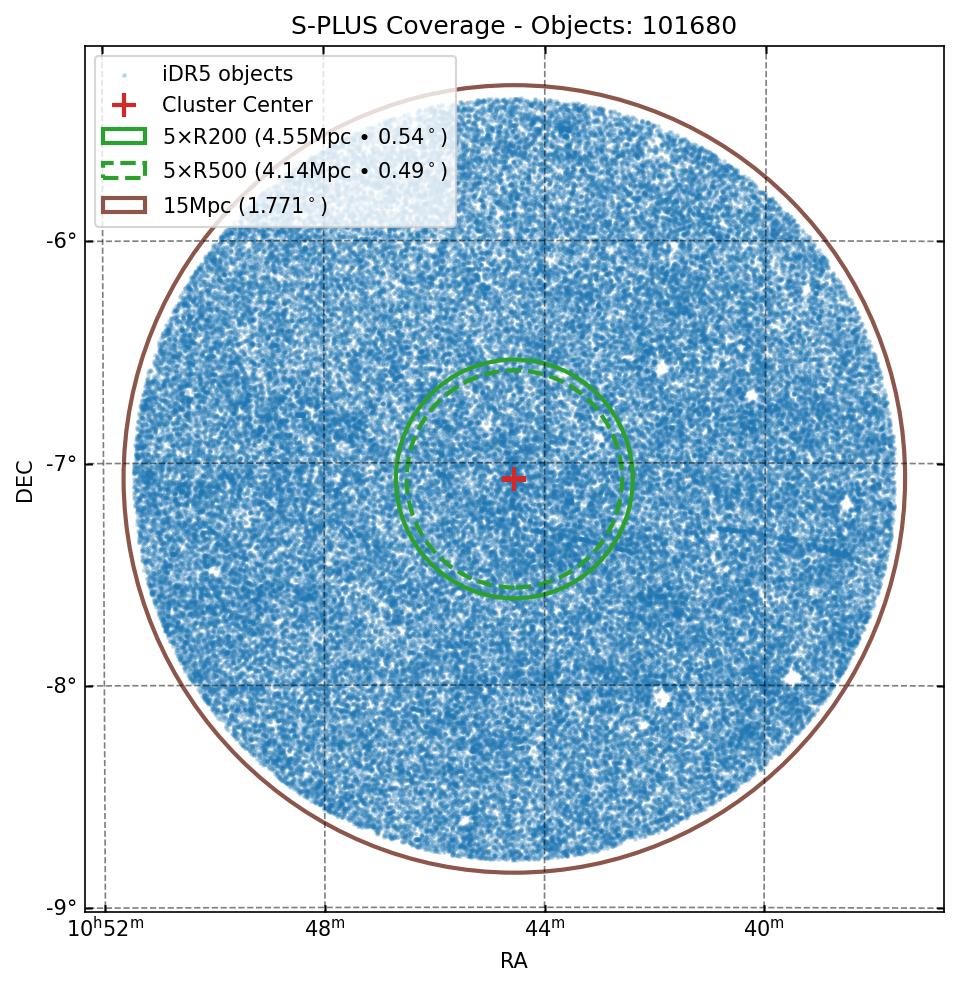 S-PLUS Coverage - Objects: 101680
iDR5 objects
Cluster Center
5×R200 (4.55Mpc • 0.54°)
5×R500 (4.14Mpc • 0.49°)
15Mpc (1.771°)
-6°
-7°
-8°
-9°
DEC
10ʰ52ᵐ 48ᵐ 44ᵐ 40ᵐ
RA